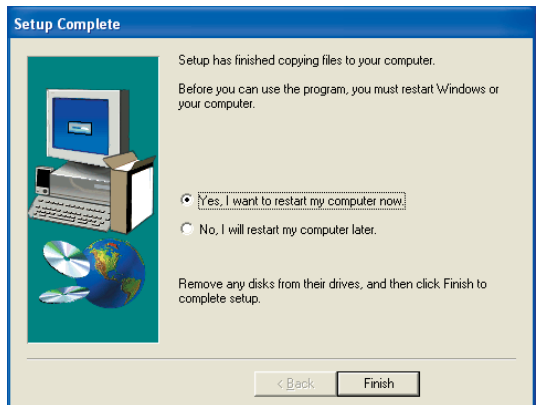 Setup Complete
Setup has finished copying files to your computer.
Before you can use the program, you must restart Windows or
your computer.
Yes, I want to restart my computer now.
No, I will restart my computer later.
Remove any disks from their drives, and then click Finish to
complete setup.
< Back
Finish